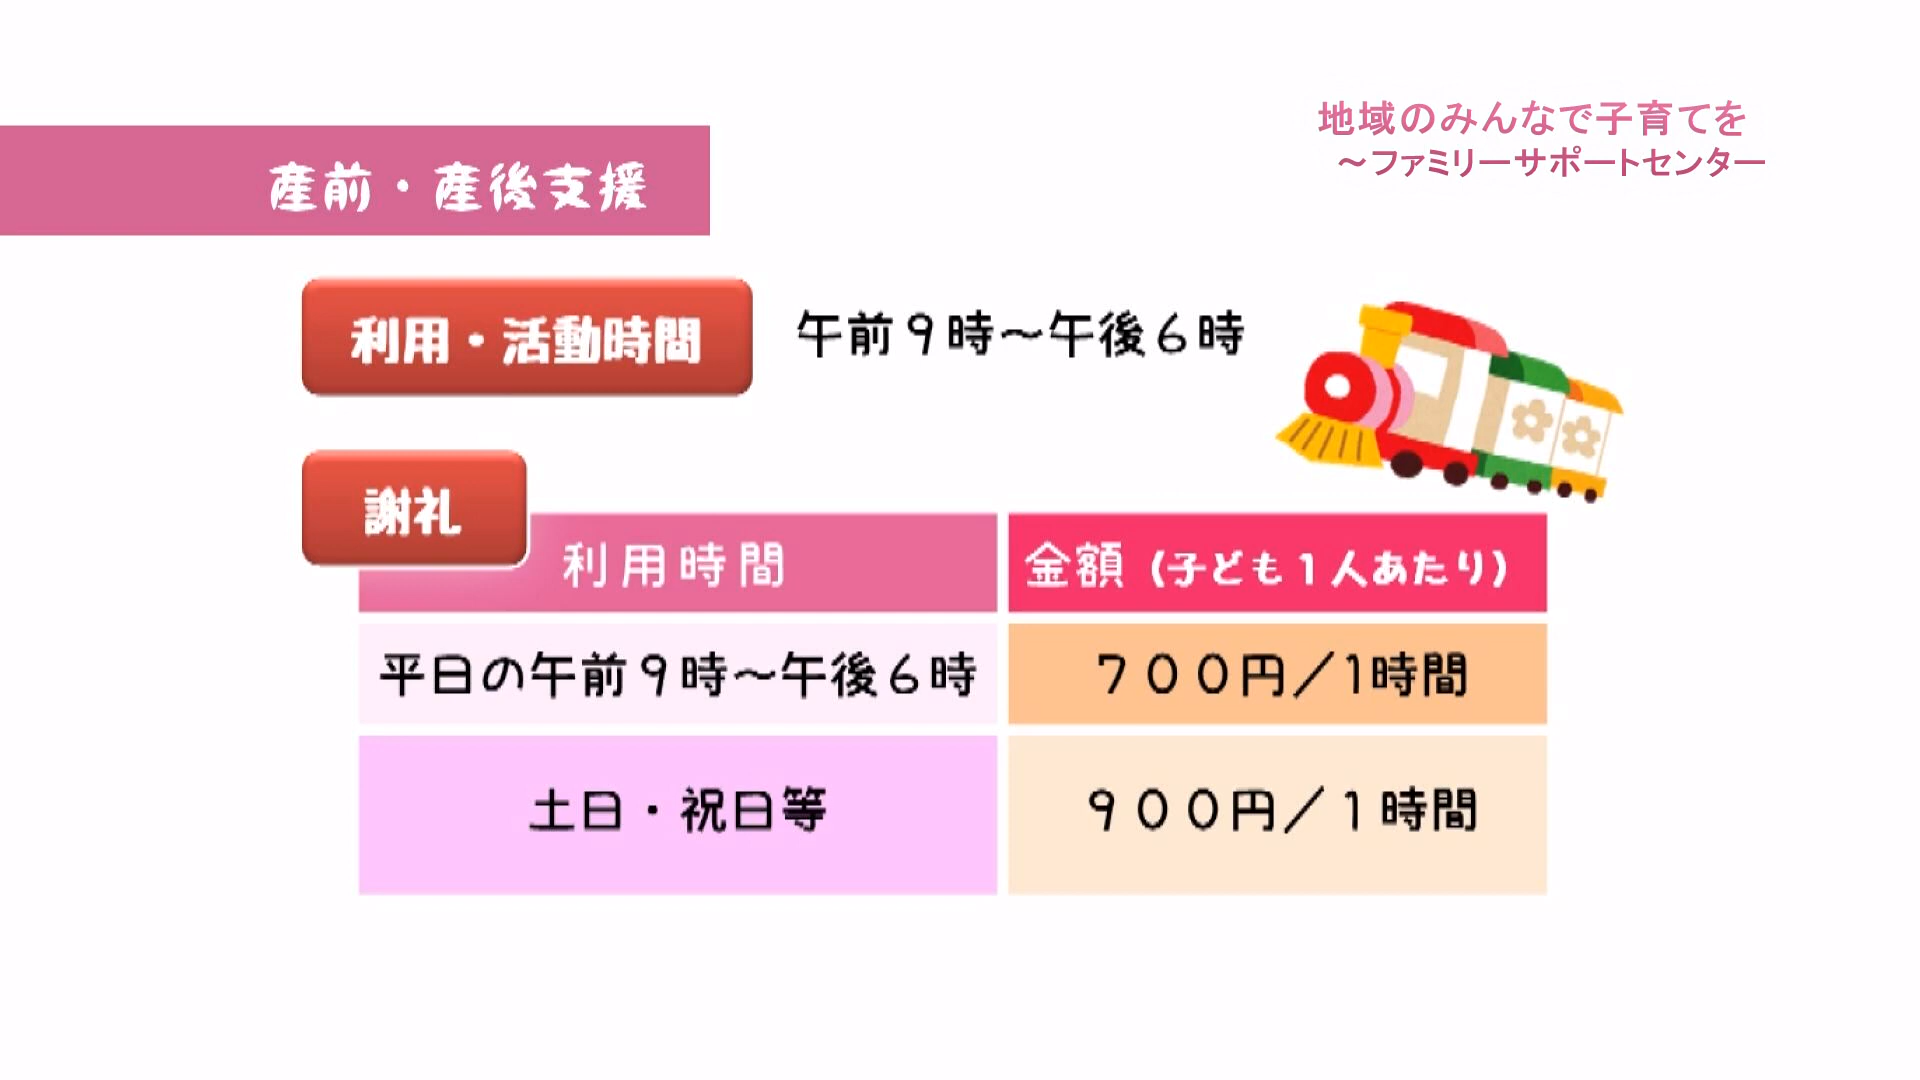 地域のみんなで子育てを
～ファミリーサポートセンター
産前・産後支援
利用・活動時間
午前９時～午後６時
謝礼
利用時間
金額（子ども１人あたり）
平日の午前９時～午後６時
７００円／1時間
土日・祝日等
９００円／１時間